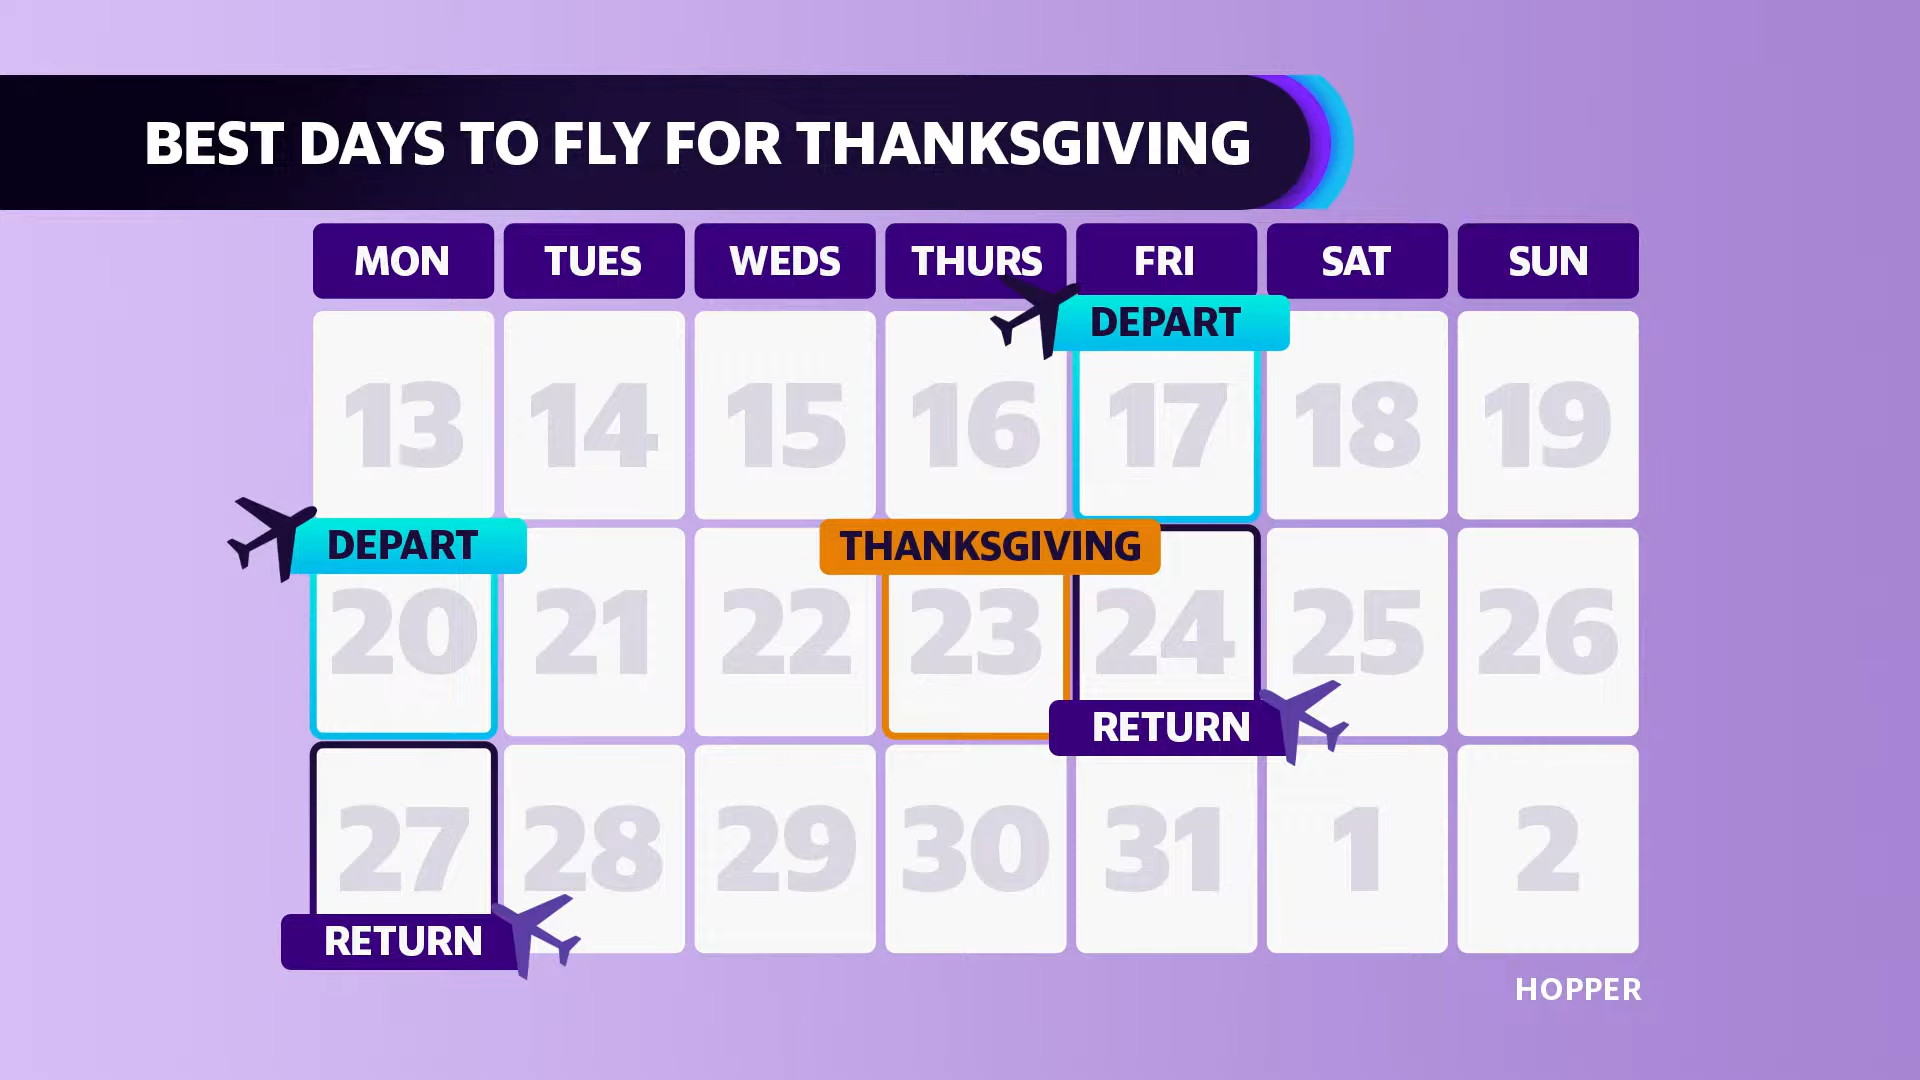 BEST DAYS TO FLY FOR THANKSGIVING
MON TUES WEDS THURS FRI SAT SUN
DEPART
13 14 15 16 17 18 19
DEPART THANKSGIVING
20 21 22 23 24 25 26
RETURN
27 28 29 30 31 1 2
RETURN
HOPPER